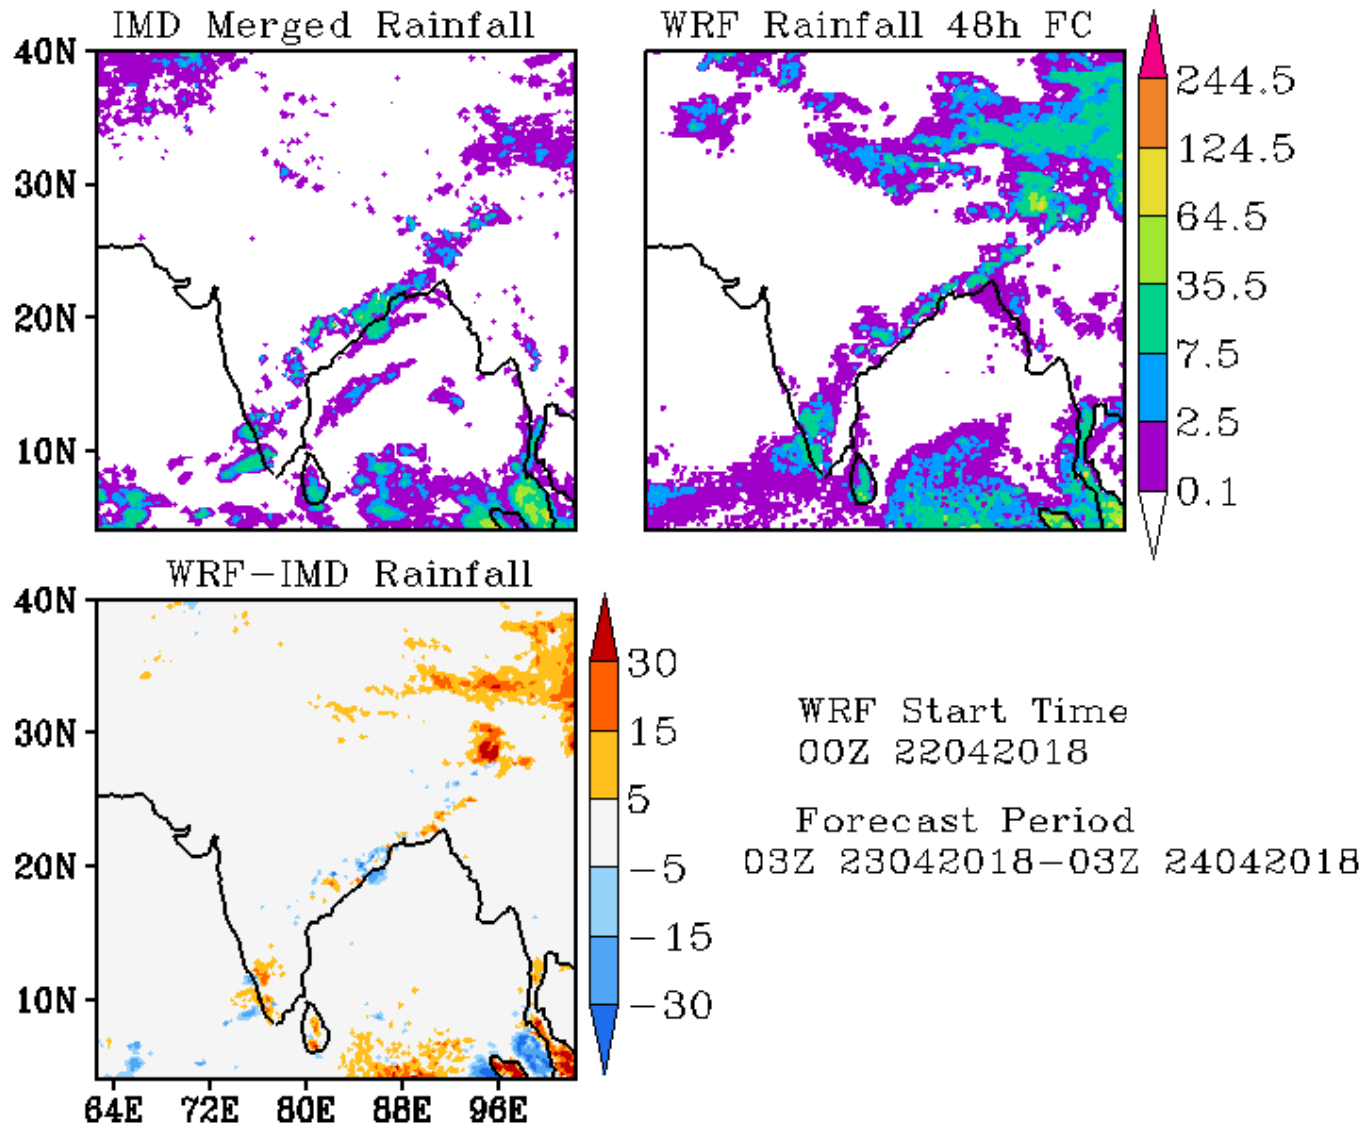 IMD Merged Rainfall
WRF Rainfall 48h FC
40N
30N
20N
10N
244.5
124.5
64.5
35.5
7.5
2.5
0.1
WRF-IMD Rainfall
40N
30N
20N
10N
64E 72E 80E 88E 96E
30
15
5
-5
-15
-30
WRF Start Time
00Z 22042018
Forecast Period
03Z 23042018-03Z 24042018